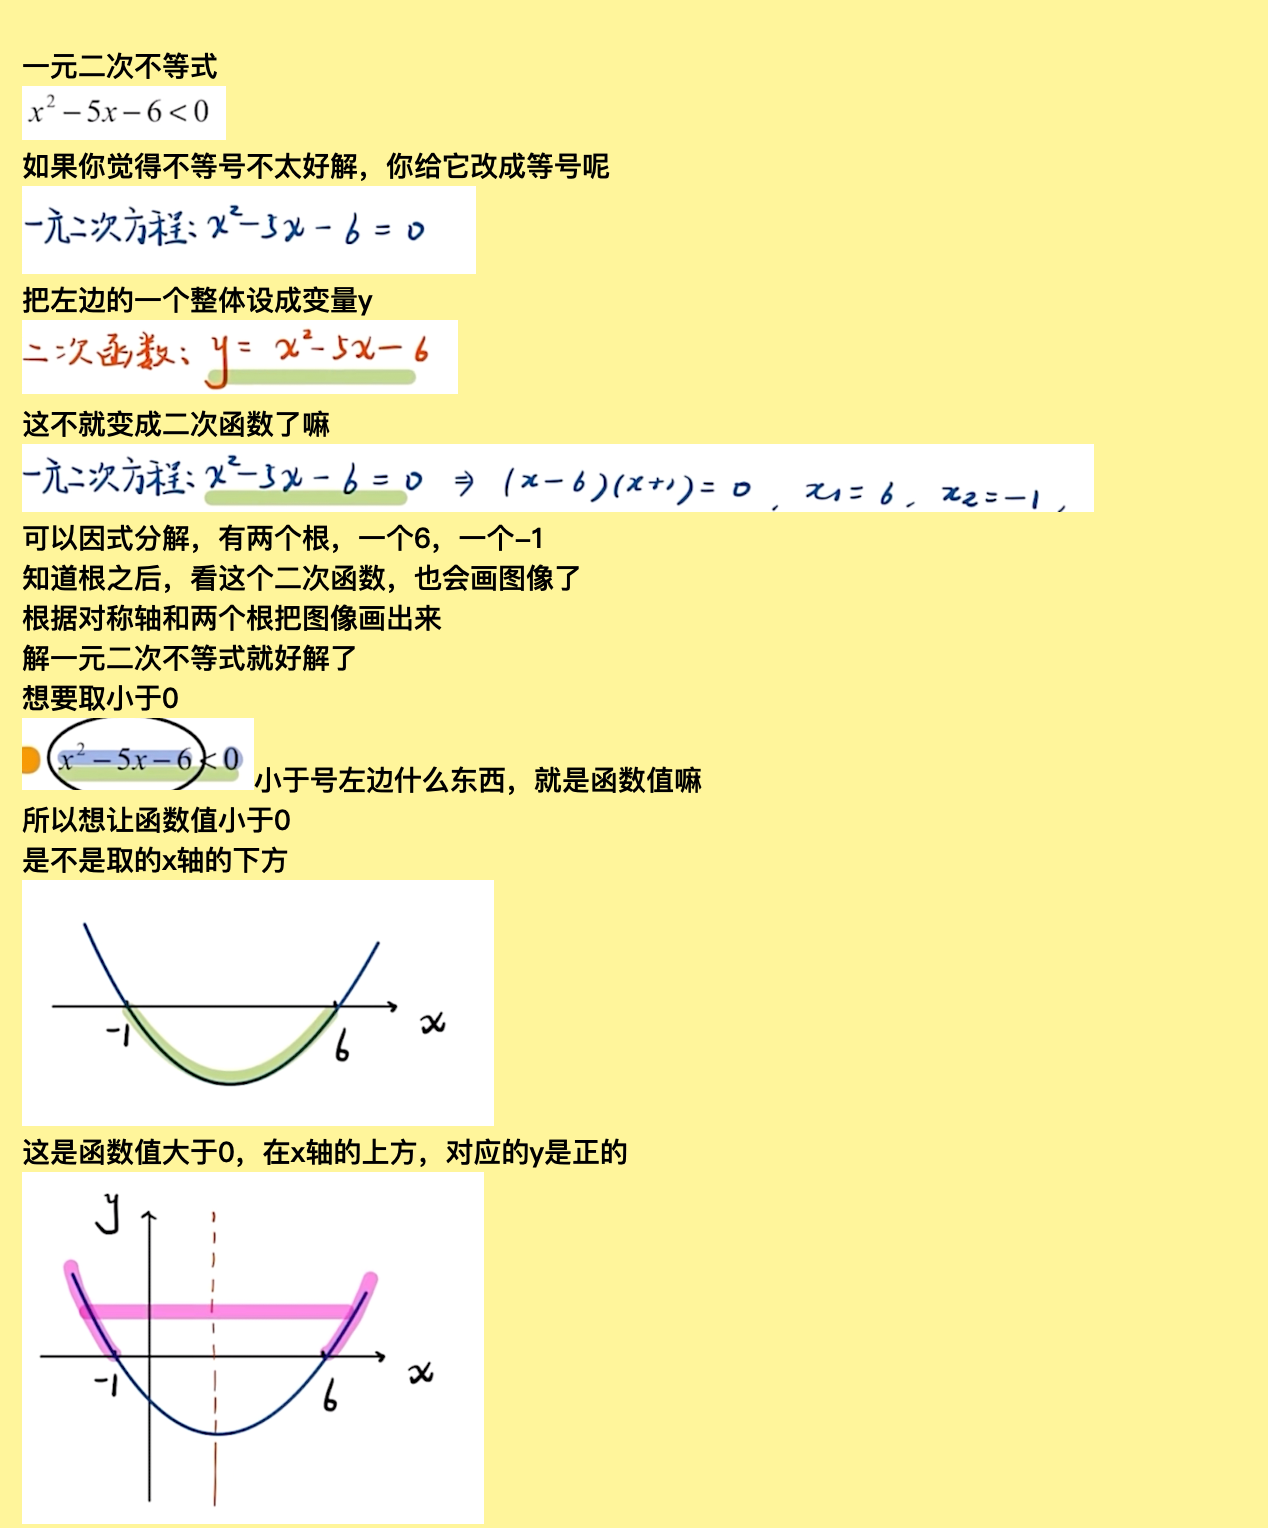 一元二次不等式
x² − 5x − 6 < 0
如果你觉得不等号不太好解，你给它改成等号呢
一元二次方程: x² − 5x − 6 = 0
把左边的一个整体设成变量y
二次函数: y = x² − 5x − 6
这不就变成二次函数了嘛
一元二次方程: x² − 5x − 6 = 0 ⇒ (x−6)(x+1) = 0, x₁ = 6, x₂ = −1,
可以因式分解，有两个根，一个6，一个−1
知道根之后，看这个二次函数，也会画图像了
根据对称轴和两个根把图像画出来
解一元二次不等式就好解了
想要取小于0
x² − 5x − 6 < 0 小于号左边什么东西，就是函数值嘛
所以想让函数值小于0
是不是取的x轴的下方
-1 6 x
这是函数值大于0，在x轴的上方，对应的y是正的
y
-1 6 x